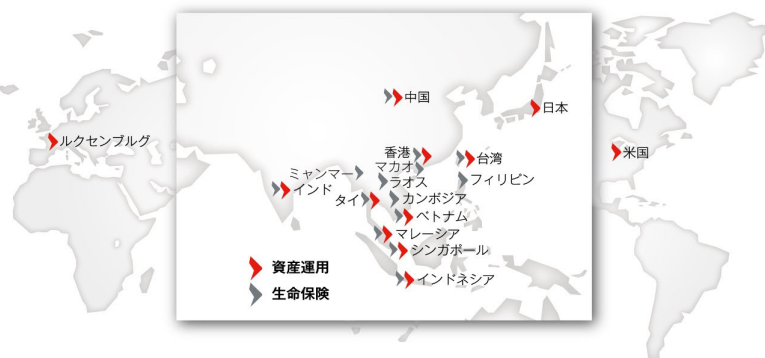 中国
日本
ルクセンブルグ
香港
台湾
米国
マカオ
ミャンマー
ラオス
フィリピン
インド
タイ
カンボジア
ベトナム
マレーシア
シンガポール
資産運用
インドネシア
生命保険